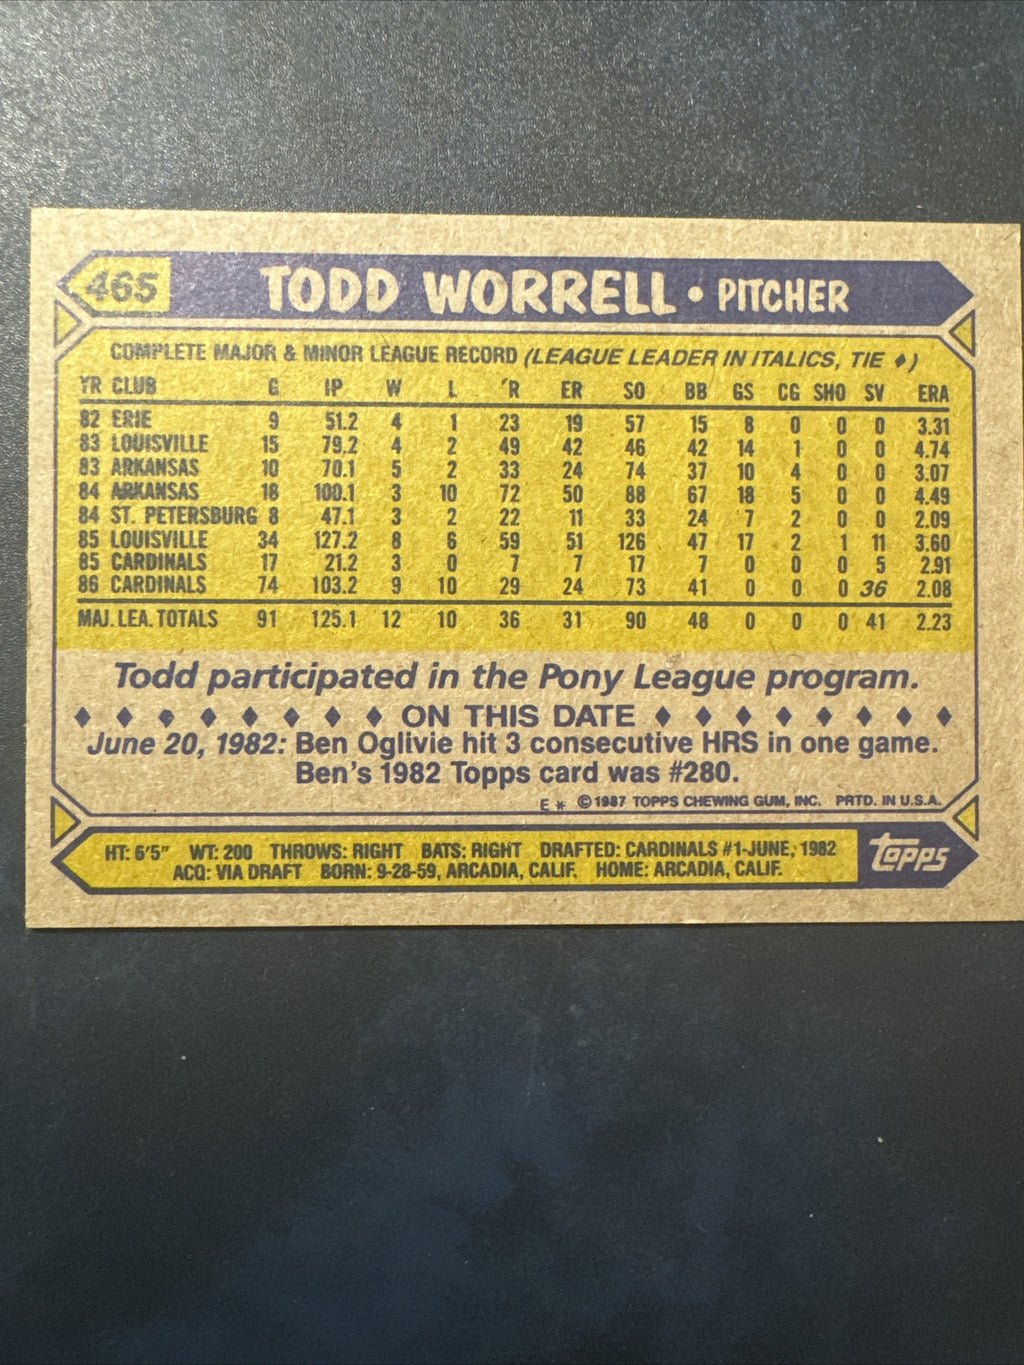 465 TODD WORRELL • PITCHER
COMPLETE MAJOR & MINOR LEAGUE RECORD (LEAGUE LEADER IN ITALICS, TIE ♦)
YR CLUB G IP W L 'R ER SO BB GS CG SHO SV ERA
82 ERIE 9 51.2 4 1 23 19 57 15 8 0 0 0 3.31
83 LOUISVILLE 15 79.2 4 2 49 42 46 42 14 1 0 0 4.74
83 ARKANSAS 10 70.1 5 2 33 24 74 37 10 4 0 0 3.07
84 ARKANSAS 18 100.1 3 10 72 50 88 67 18 5 0 0 4.49
84 ST. PETERSBURG 8 47.1 3 2 22 11 33 24 7 2 0 0 2.09
85 LOUISVILLE 34 127.2 8 6 59 51 126 47 17 2 1 11 3.60
85 CARDINALS 17 21.2 3 0 7 7 17 7 0 0 0 5 2.91
86 CARDINALS 74 103.2 9 10 29 24 73 41 0 0 0 36 2.08
MAJ. LEA. TOTALS 91 125.1 12 10 36 31 90 48 0 0 0 41 2.23
Todd participated in the Pony League program.
♦ ♦ ♦ ♦ ♦ ♦ ♦ ♦ ON THIS DATE ♦ ♦ ♦ ♦ ♦ ♦ ♦ ♦
June 20, 1982: Ben Oglivie hit 3 consecutive HRS in one game.
Ben's 1982 Topps card was #280.
E * © 1987 TOPPS CHEWING GUM, INC. PRTD. IN U.S.A.
HT: 6'5" WT: 200 THROWS: RIGHT BATS: RIGHT DRAFTED: CARDINALS #1-JUNE, 1982
ACQ: VIA DRAFT BORN: 9-28-59, ARCADIA, CALIF. HOME: ARCADIA, CALIF.
topps